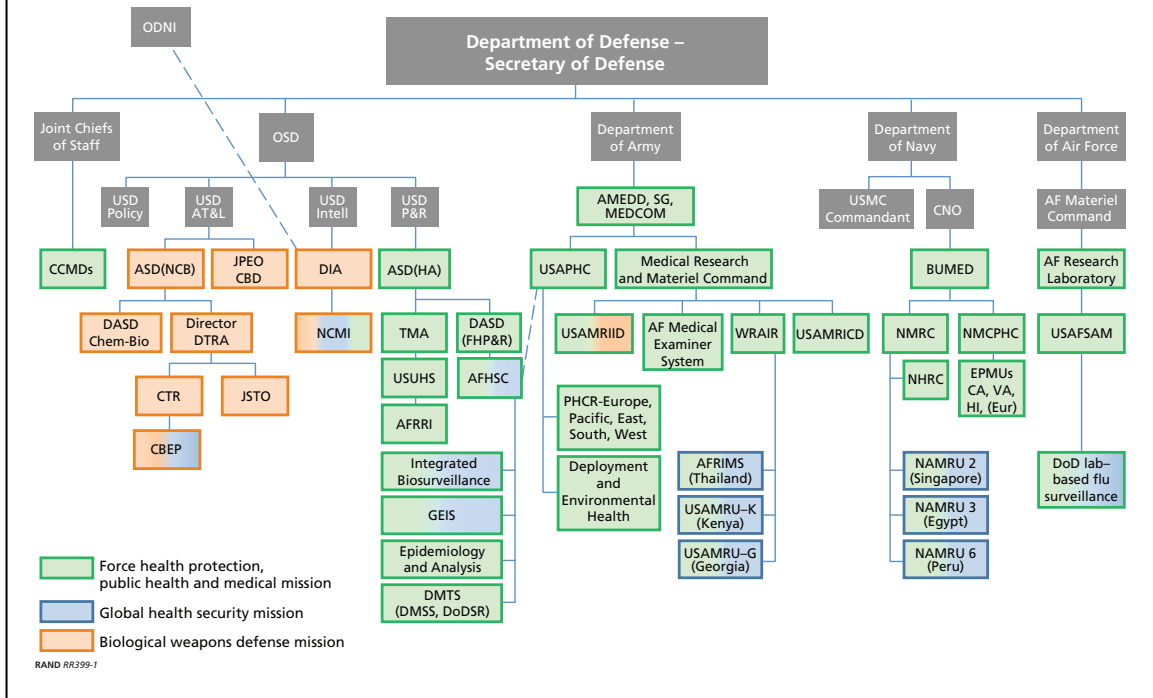 ODNI
Department of Defense –
Secretary of Defense
Joint Chiefs
of Staff
OSD
Department
of Army
Department
of Navy
Department
of Air Force
USD
Policy
USD
AT&L
USD
Intell
USD
P&R
AMEDD, SG,
MEDCOM
USMC
Commandant
CNO
AF Materiel
Command
CCMDs
ASD(NCB)
JPEO
CBD
DIA
ASD(HA)
USAPHC
Medical Research
and Materiel Command
BUMED
AF Research
Laboratory
DASD
Chem-Bio
Director
DTRA
NCMI
TMA
DASD
(FHP&R)
USAMRIID
AF Medical
Examiner
System
WRAIR
USAMRICD
NMRC
NMCPHC
USAFSAM
CTR
JSTO
USUHS
AFHSC
NHRC
EPMUs
CA, VA,
HI, (Eur)
CBEP
AFRRI
PHCR-Europe,
Pacific, East,
South, West
Integrated
Biosurveillance
Deployment
and
Environmental
Health
AFRIMS
(Thailand)
NAMRU 2
(Singapore)
DoD lab–
based flu
surveillance
GEIS
USAMRU–K
(Kenya)
NAMRU 3
(Egypt)
Epidemiology
and Analysis
USAMRU–G
(Georgia)
NAMRU 6
(Peru)
DMTS
(DMSS, DoDSR)
Force health protection,
public health and medical mission
Global health security mission
Biological weapons defense mission
RAND RR399-1